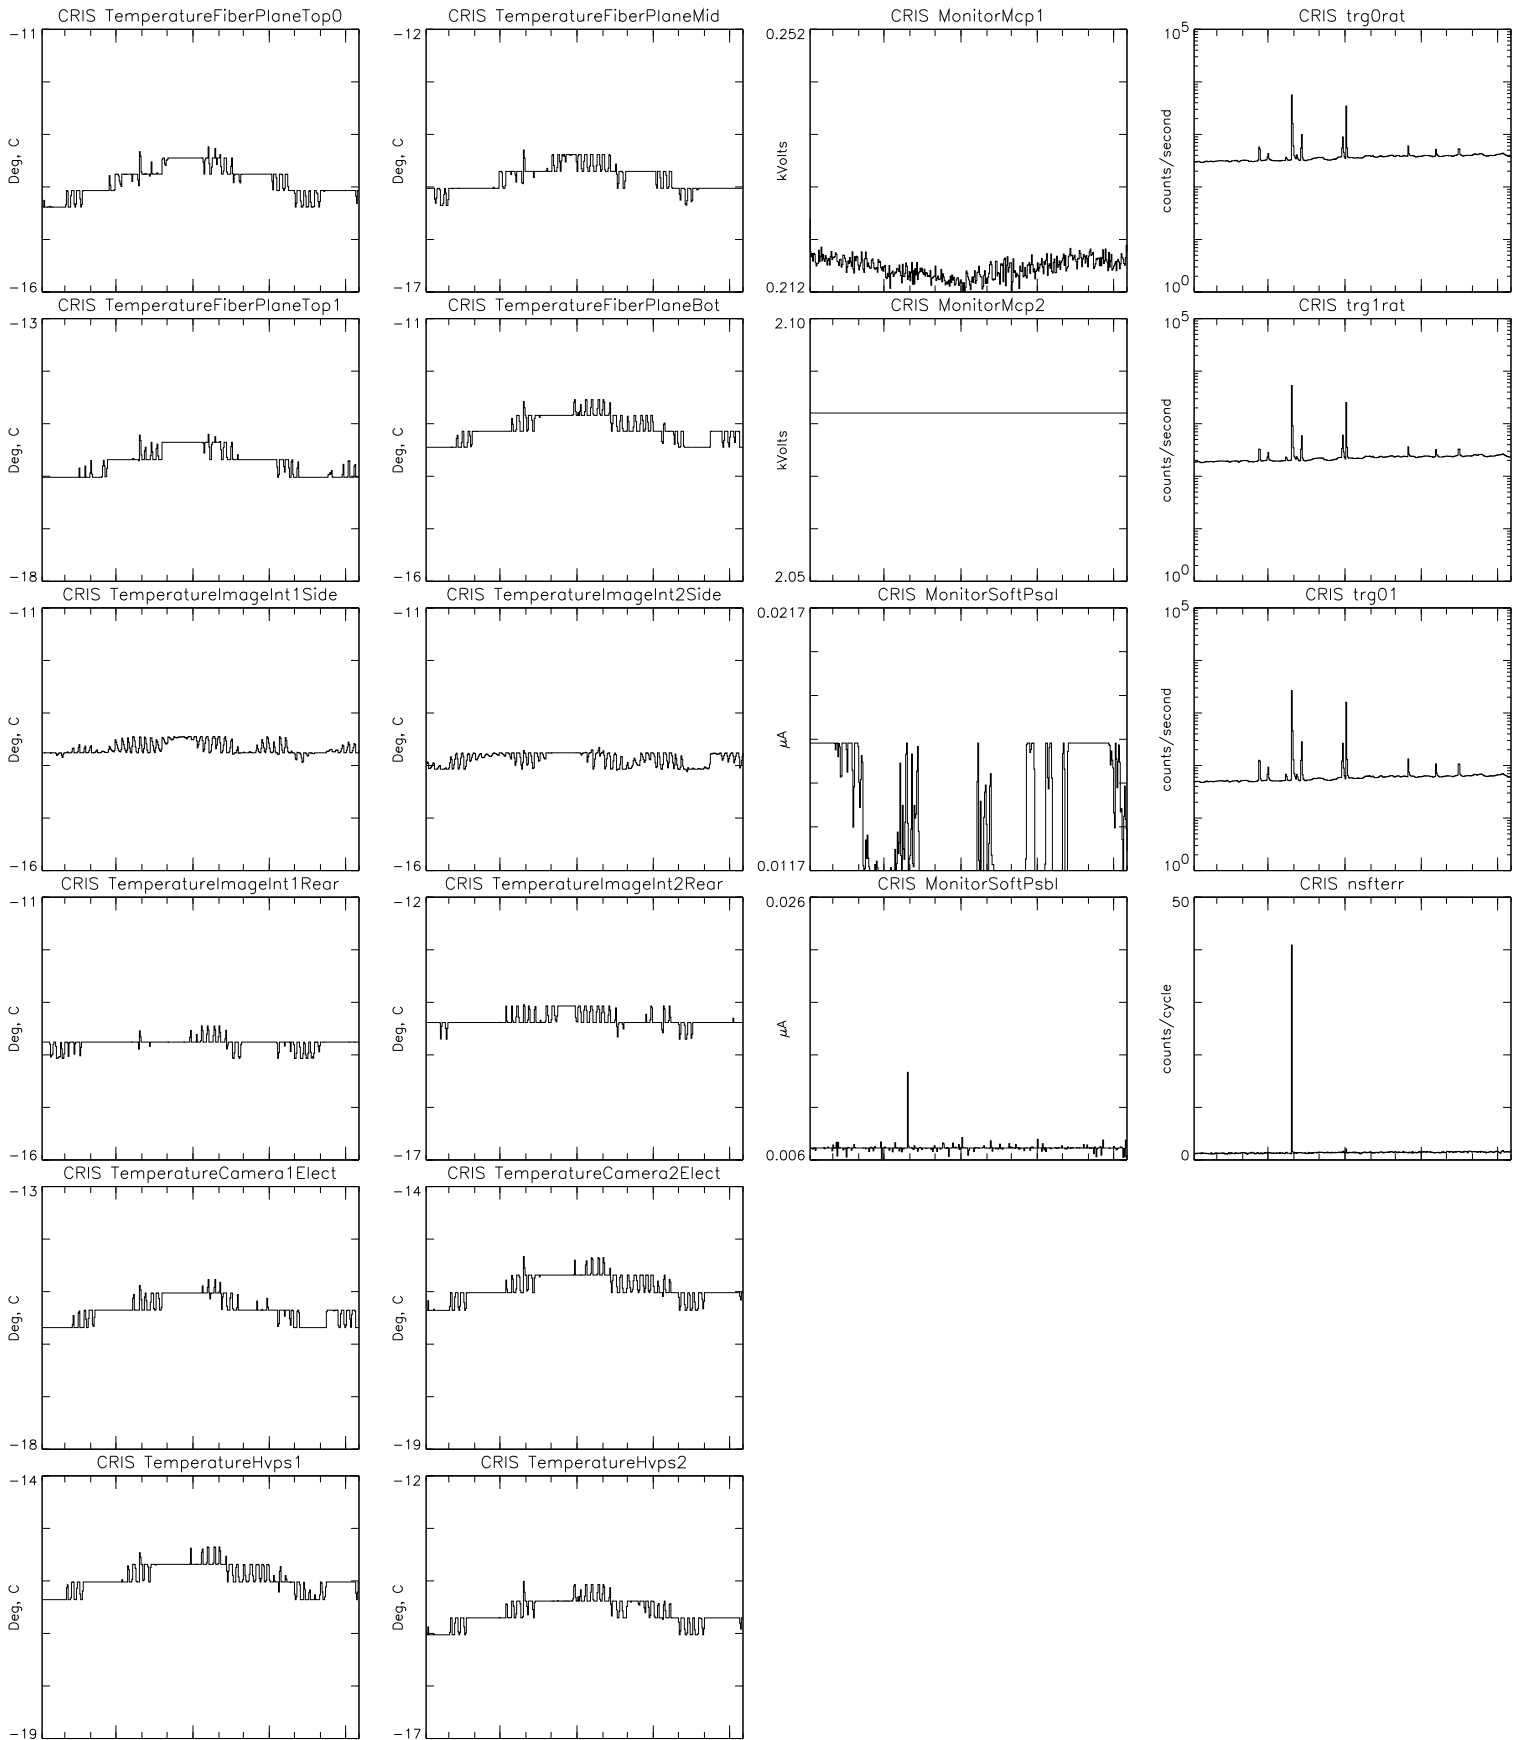 CRIS TemperatureFiberPlaneTop0
CRIS TemperatureFiberPlaneMid
CRIS MonitorMcp1
CRIS trg0rat
-11
-12
0.252
10^5
Deg, C
Deg, C
kVolts
counts/second
-16
-17
0.212
10^0
CRIS TemperatureFiberPlaneTop1
CRIS TemperatureFiberPlaneBot
CRIS MonitorMcp2
CRIS trg1rat
-13
-11
2.10
10^5
Deg, C
Deg, C
kVolts
counts/second
-18
-16
2.05
10^0
CRIS TemperatureImageInt1Side
CRIS TemperatureImageInt2Side
CRIS MonitorSoftPsaI
CRIS trg01
-11
-11
0.0217
10^5
Deg, C
Deg, C
μA
counts/second
-16
-16
0.0117
10^0
CRIS TemperatureImageInt1Rear
CRIS TemperatureImageInt2Rear
CRIS MonitorSoftPsbI
CRIS nsfterr
-11
-12
0.026
50
Deg, C
Deg, C
μA
counts/cycle
-16
-17
0.006
0
CRIS TemperatureCamera1Elect
CRIS TemperatureCamera2Elect
-13
-14
Deg, C
Deg, C
-18
-19
CRIS TemperatureHvps1
CRIS TemperatureHvps2
-14
-12
Deg, C
Deg, C
-19
-17